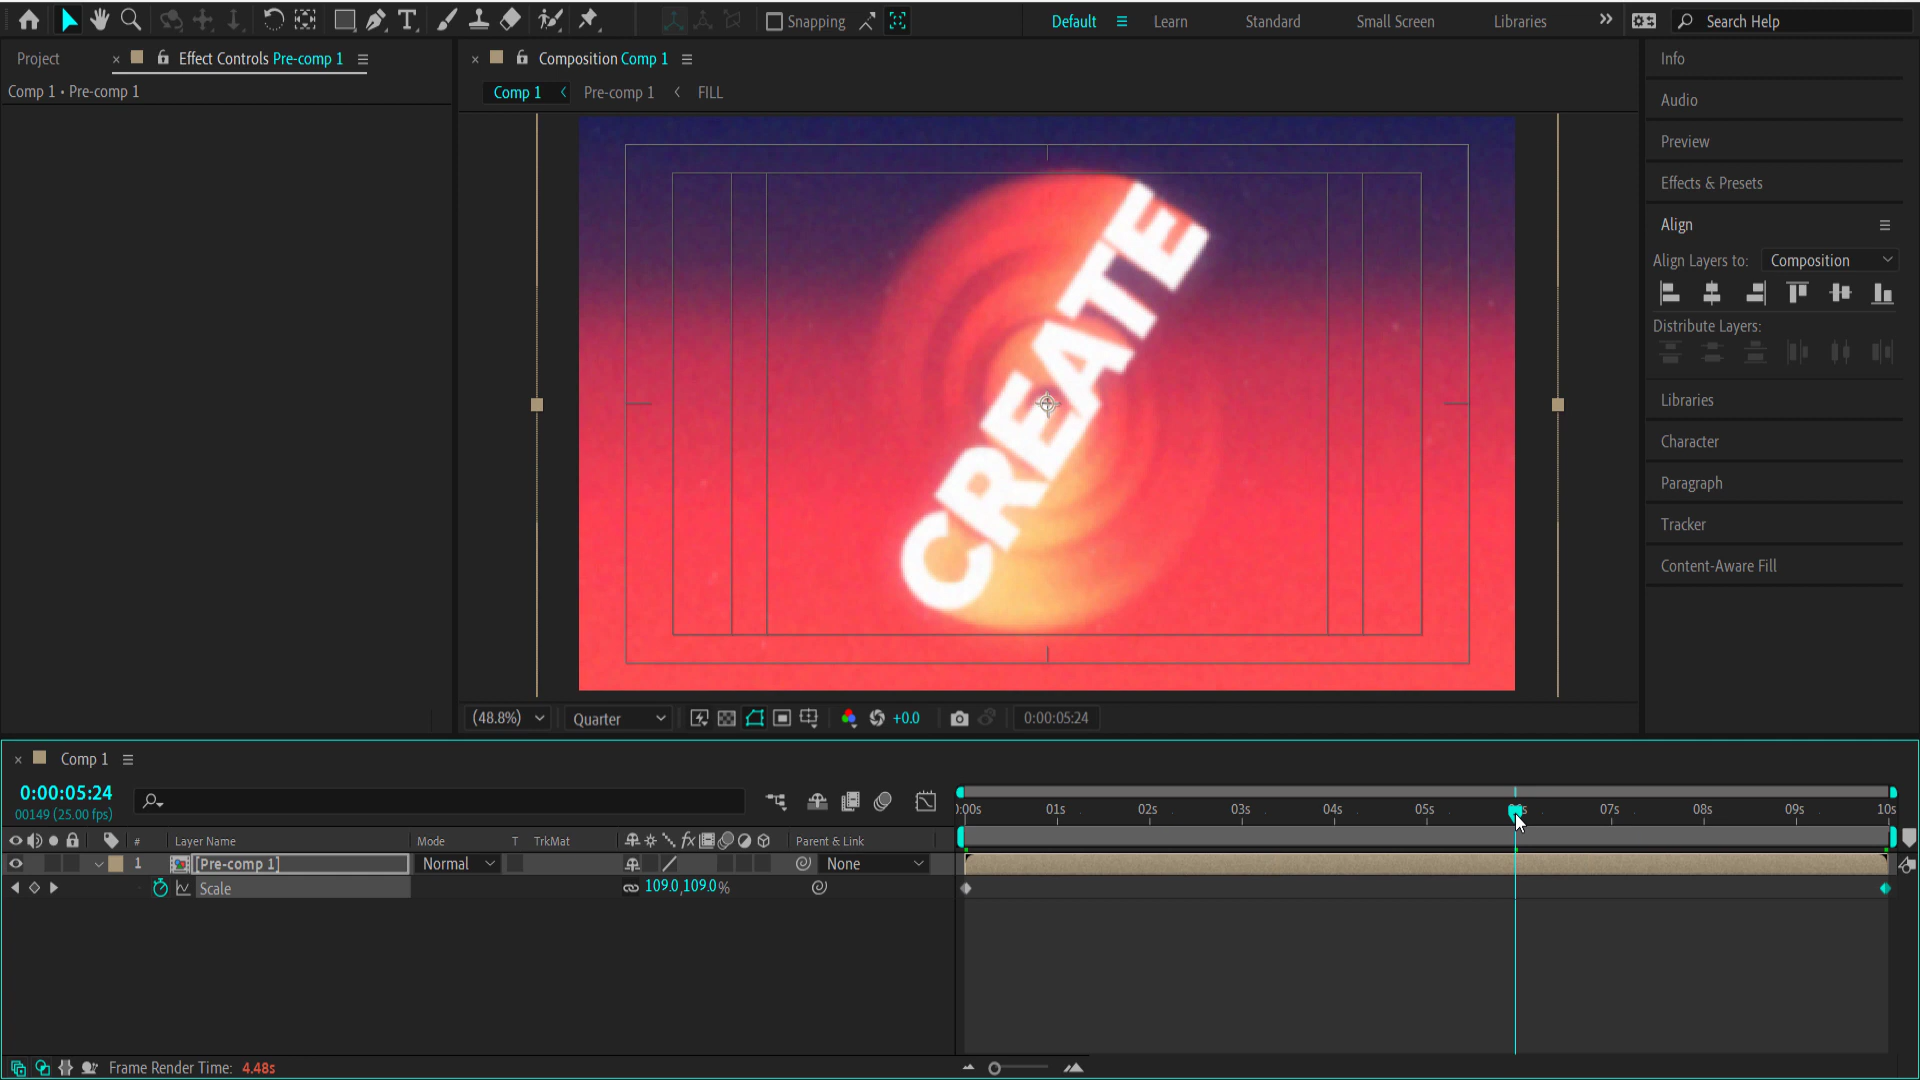 Snapping
Default
Learn
Standard
Small Screen
Libraries
Search Help
Project
Effect Controls Pre-comp 1
Comp 1 • Pre-comp 1
Composition Comp 1
Comp 1
Pre-comp 1
FILL
CREATE
(48.8%)
Quarter
+0.0
0:00:05:24
Info
Audio
Preview
Effects & Presets
Align
Align Layers to:
Composition
Distribute Layers:
Libraries
Character
Paragraph
Tracker
Content-Aware Fill
Comp 1
0:00:05:24
00149 (25.00 fps)
# Layer Name
Mode
T TrkMat
fx
Parent & Link
1 [Pre-comp 1]
Normal
None
Scale
109.0,109.0%
:00s 01s 02s 03s 04s 05s 07s 08s 09s 10s
Frame Render Time: 4.48s